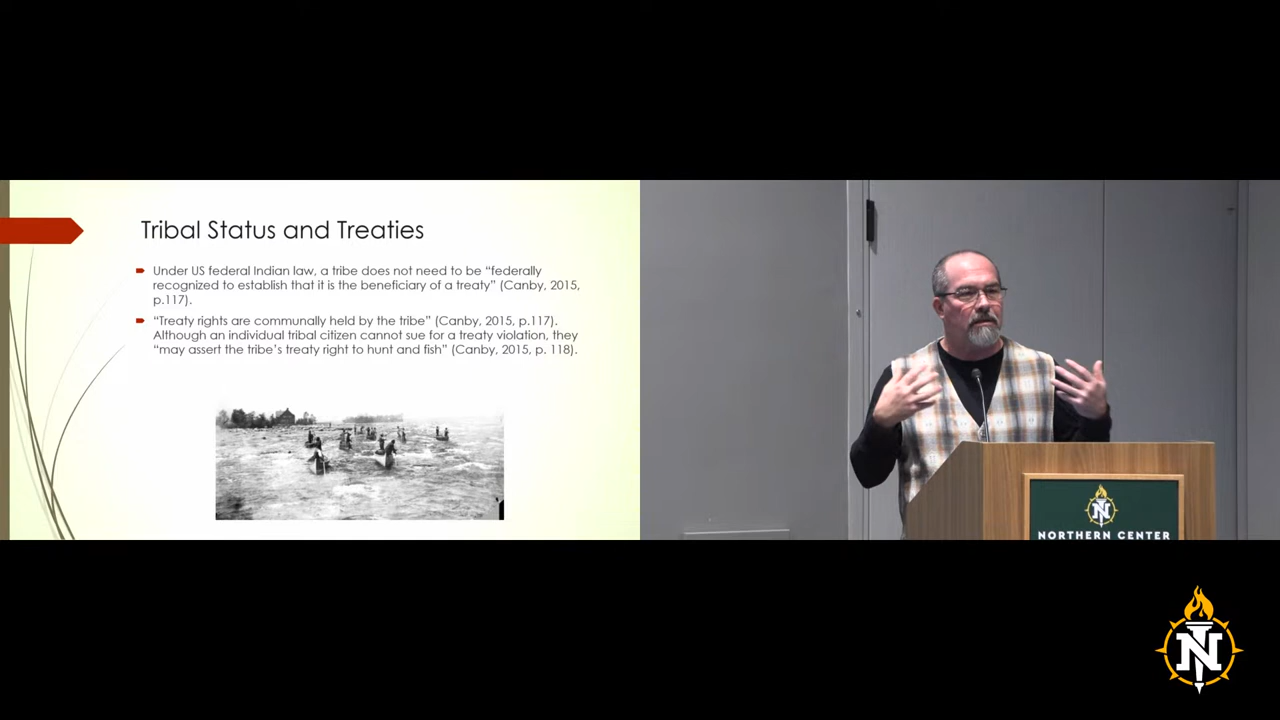 Tribal Status and Treaties
Under US federal Indian law, a tribe does not need to be “federally
recognized to establish that it is the beneficiary of a treaty” (Canby, 2015,
p.117).
“Treaty rights are communally held by the tribe” (Canby, 2015, p.117).
Although an individual tribal citizen cannot sue for a treaty violation, they
“may assert the tribe’s treaty right to hunt and fish” (Canby, 2015, p. 118).
N
NORTHERN CENTER
N